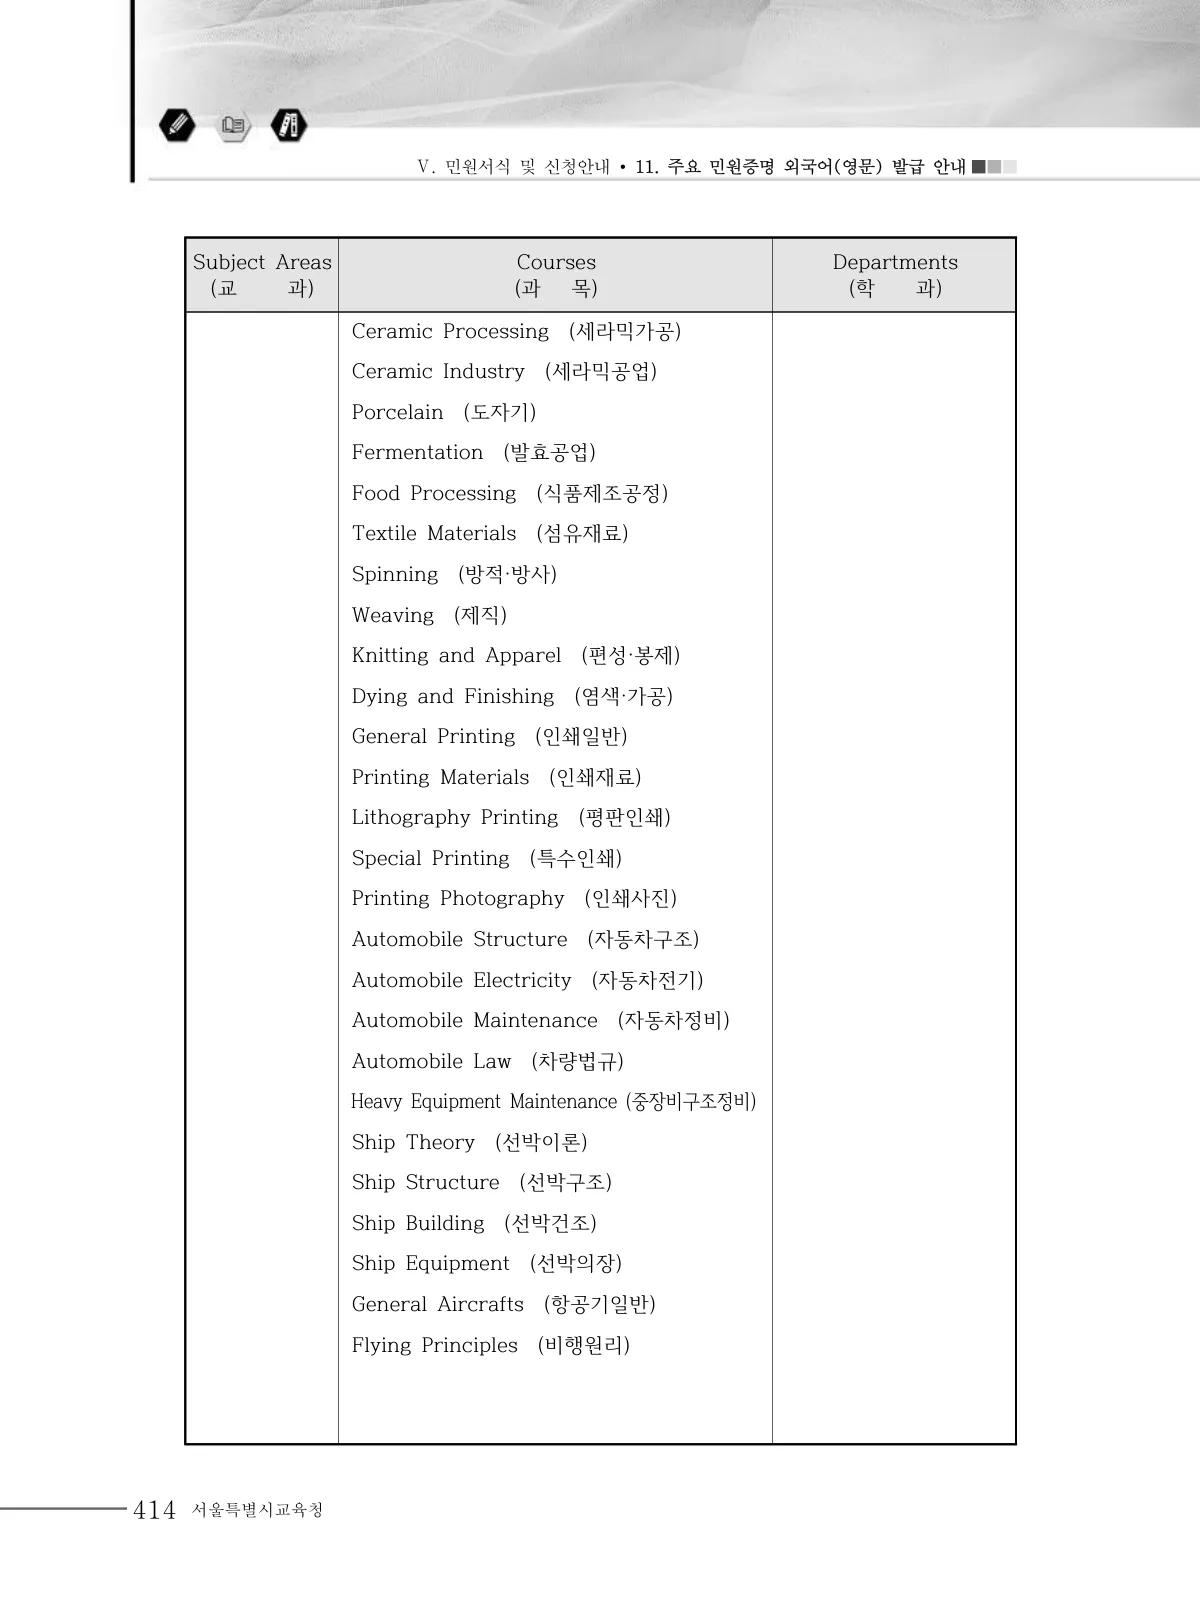 Ⅴ. 민원서식 및 신청안내 • 11. 주요 민원증명 외국어(영문) 발급 안내
Subject Areas Courses Departments
(교 과) (과 목) (학 과)
Ceramic Processing (세라믹가공)
Ceramic Industry (세라믹공업)
Porcelain (도자기)
Fermentation (발효공업)
Food Processing (식품제조공정)
Textile Materials (섬유재료)
Spinning (방적·방사)
Weaving (제직)
Knitting and Apparel (편성·봉제)
Dying and Finishing (염색·가공)
General Printing (인쇄일반)
Printing Materials (인쇄재료)
Lithography Printing (평판인쇄)
Special Printing (특수인쇄)
Printing Photography (인쇄사진)
Automobile Structure (자동차구조)
Automobile Electricity (자동차전기)
Automobile Maintenance (자동차정비)
Automobile Law (차량법규)
Heavy Equipment Maintenance (중장비구조정비)
Ship Theory (선박이론)
Ship Structure (선박구조)
Ship Building (선박건조)
Ship Equipment (선박의장)
General Aircrafts (항공기일반)
Flying Principles (비행원리)
414 서울특별시교육청